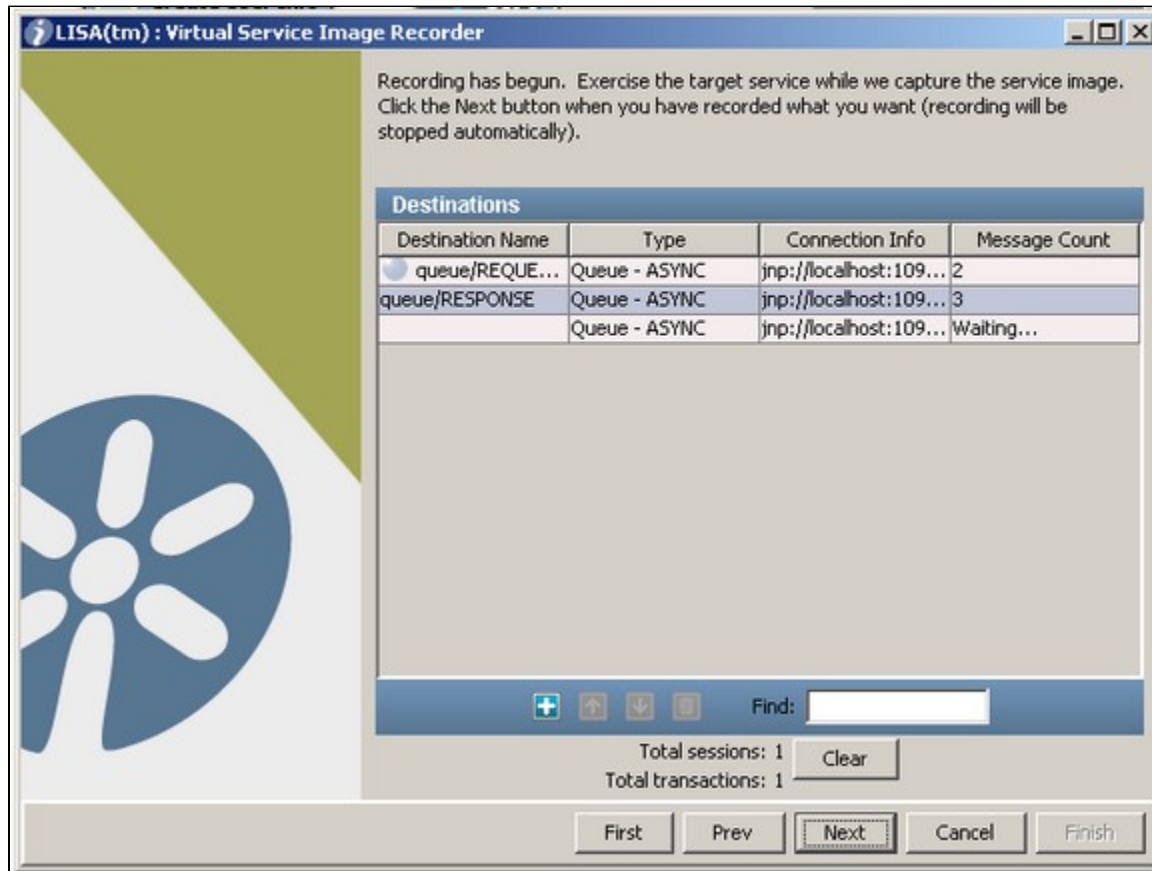 LISA(tm) : Virtual Service Image Recorder
Recording has begun. Exercise the target service while we capture the service image.
Click the Next button when you have recorded what you want (recording will be
stopped automatically).
Destinations
Destination Name Type Connection Info Message Count
queue/REQUE... Queue - ASYNC jnp://localhost:109... 2
queue/RESPONSE Queue - ASYNC jnp://localhost:109... 3
Queue - ASYNC jnp://localhost:109... Waiting...
Find:
Total sessions: 1 Clear
Total transactions: 1
First Prev Next Cancel Finish